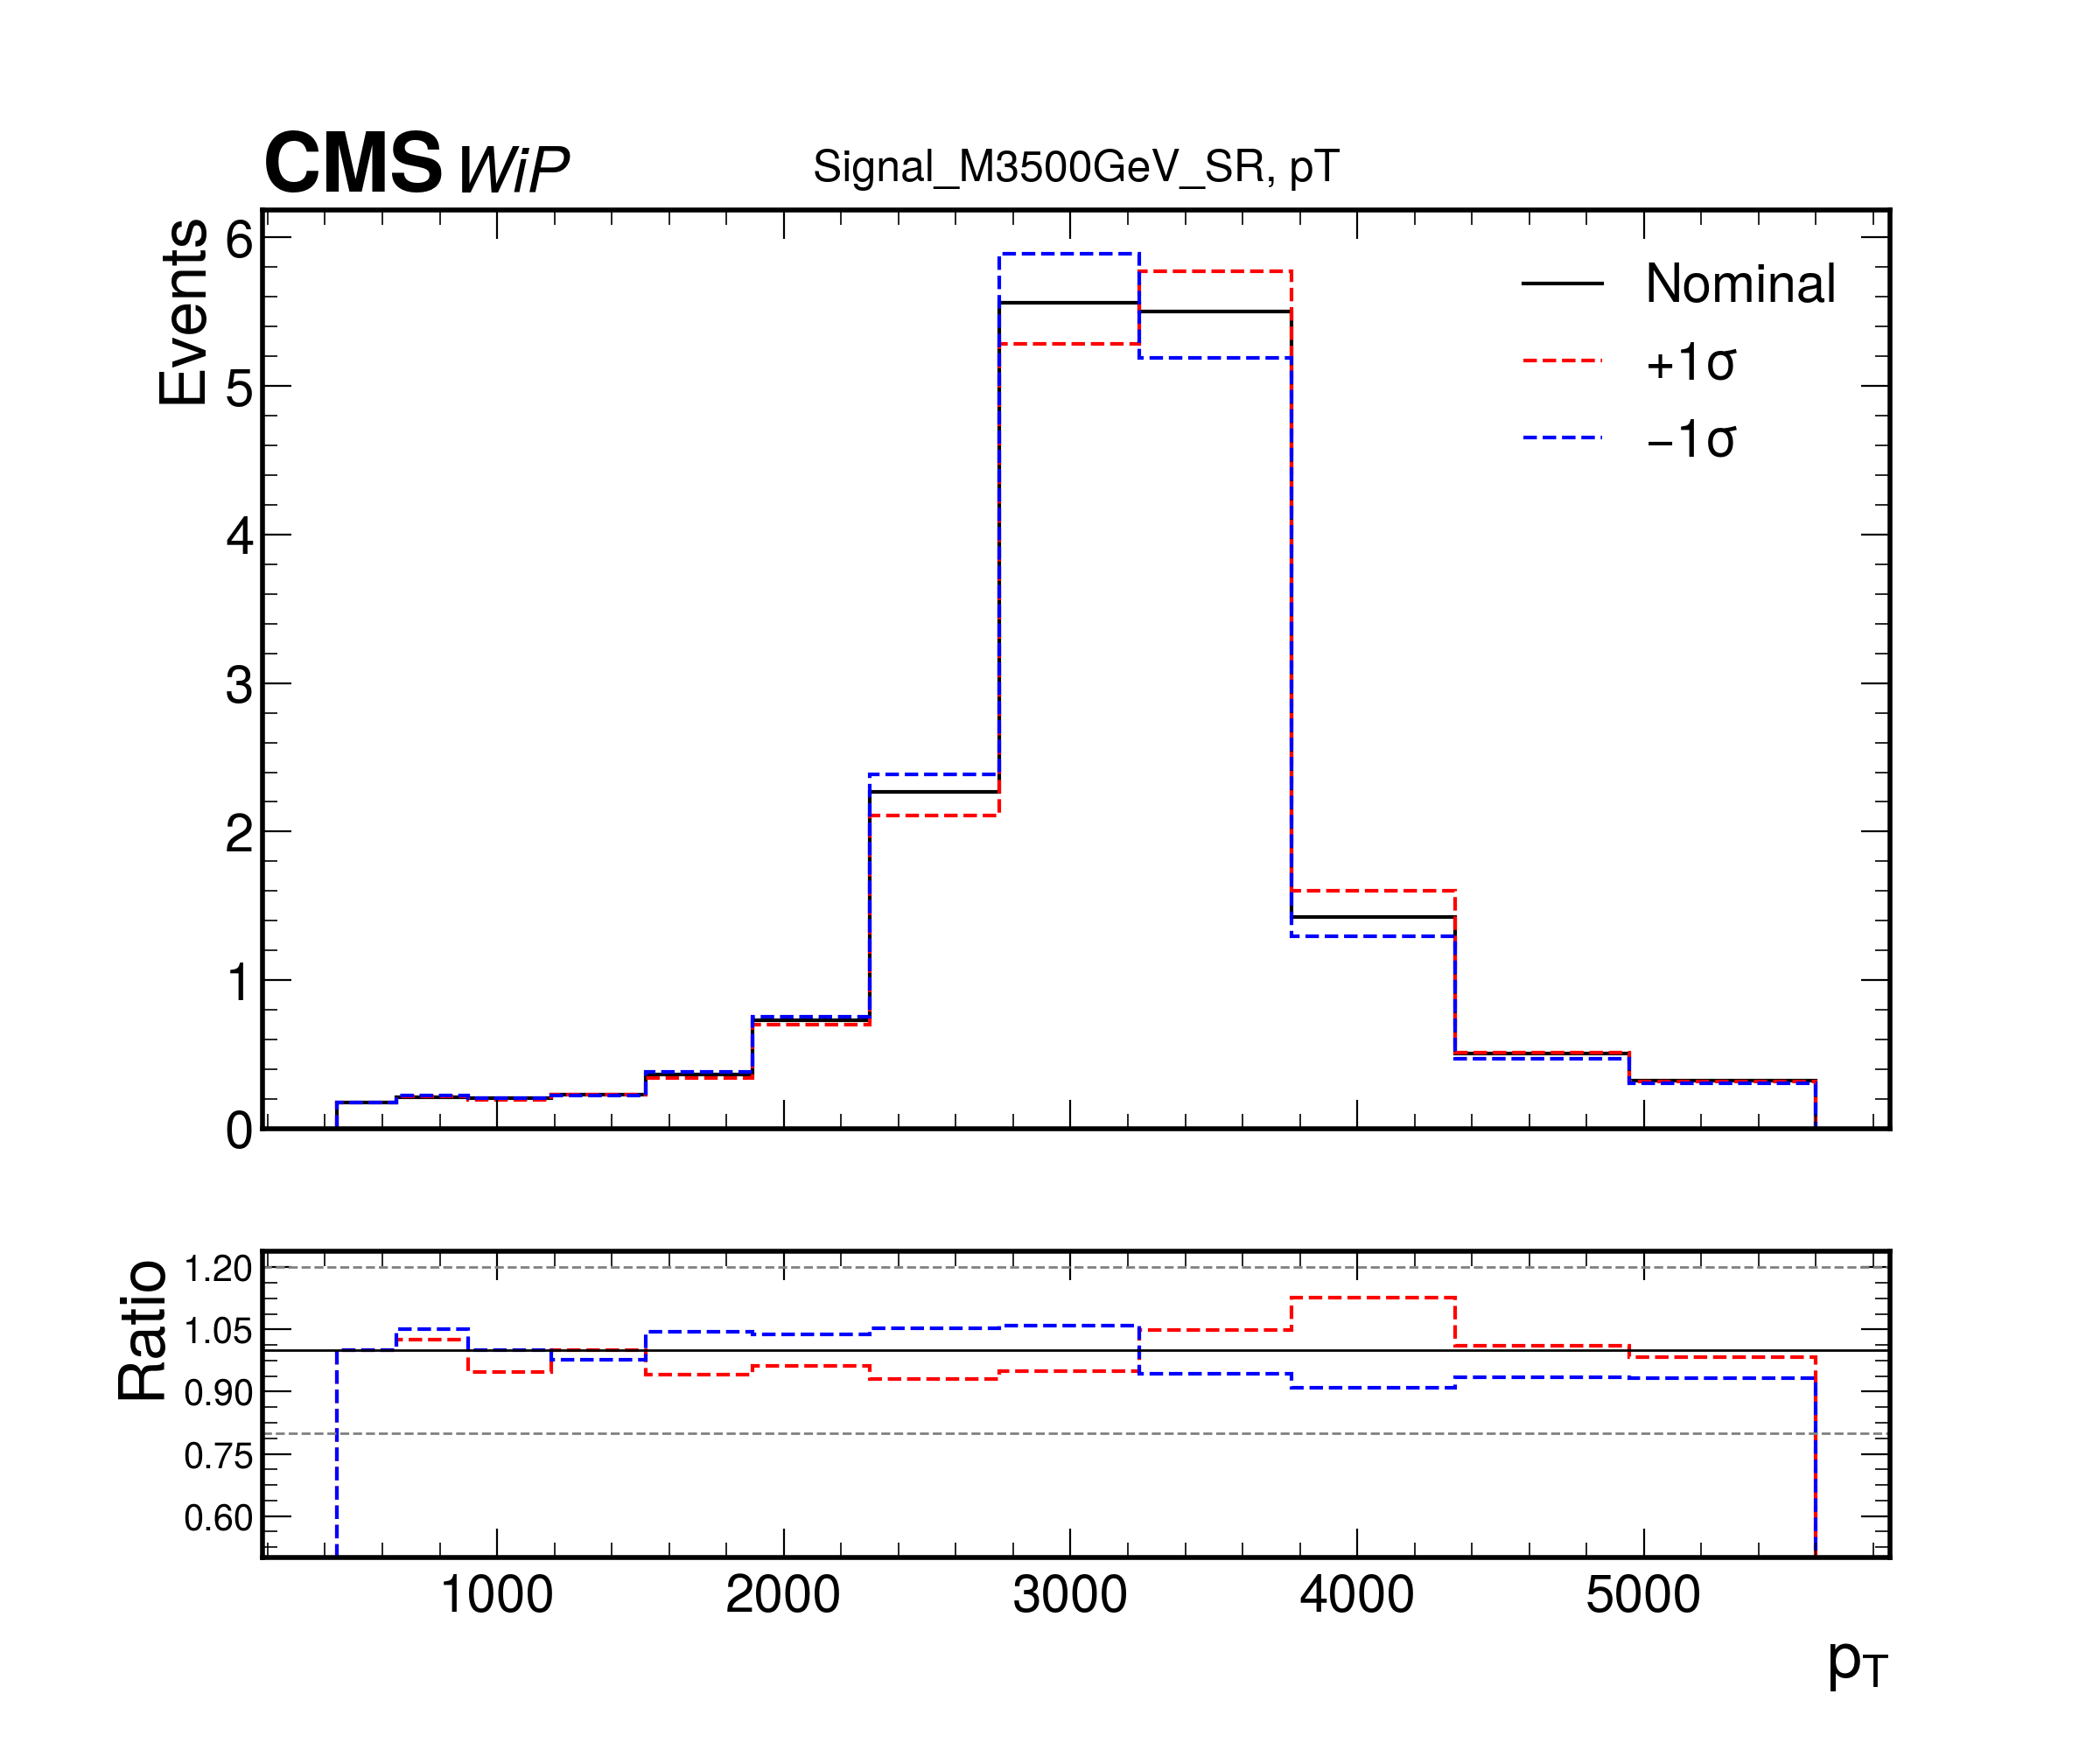 CMS WiP
Signal_M3500GeV_SR, pT
Events
6
5
4
3
2
1
0
Nominal
+1σ
−1σ
Ratio
1.20
1.05
0.90
0.75
0.60
1000 2000 3000 4000 5000
pT